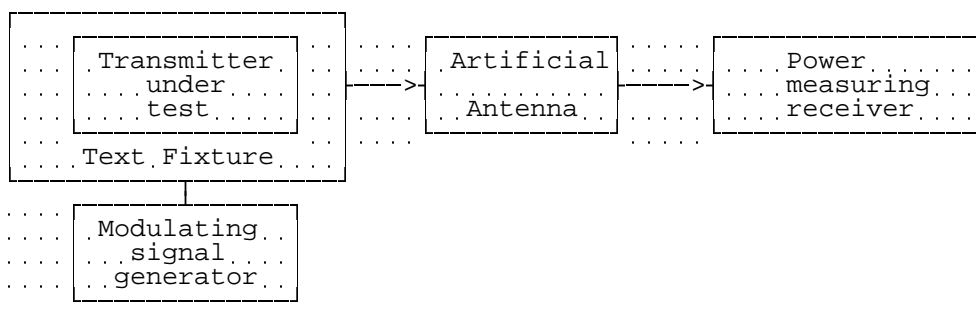 Transmitter
under
test
Text Fixture
Artificial
Antenna
Power
measuring
receiver
Modulating
signal
generator